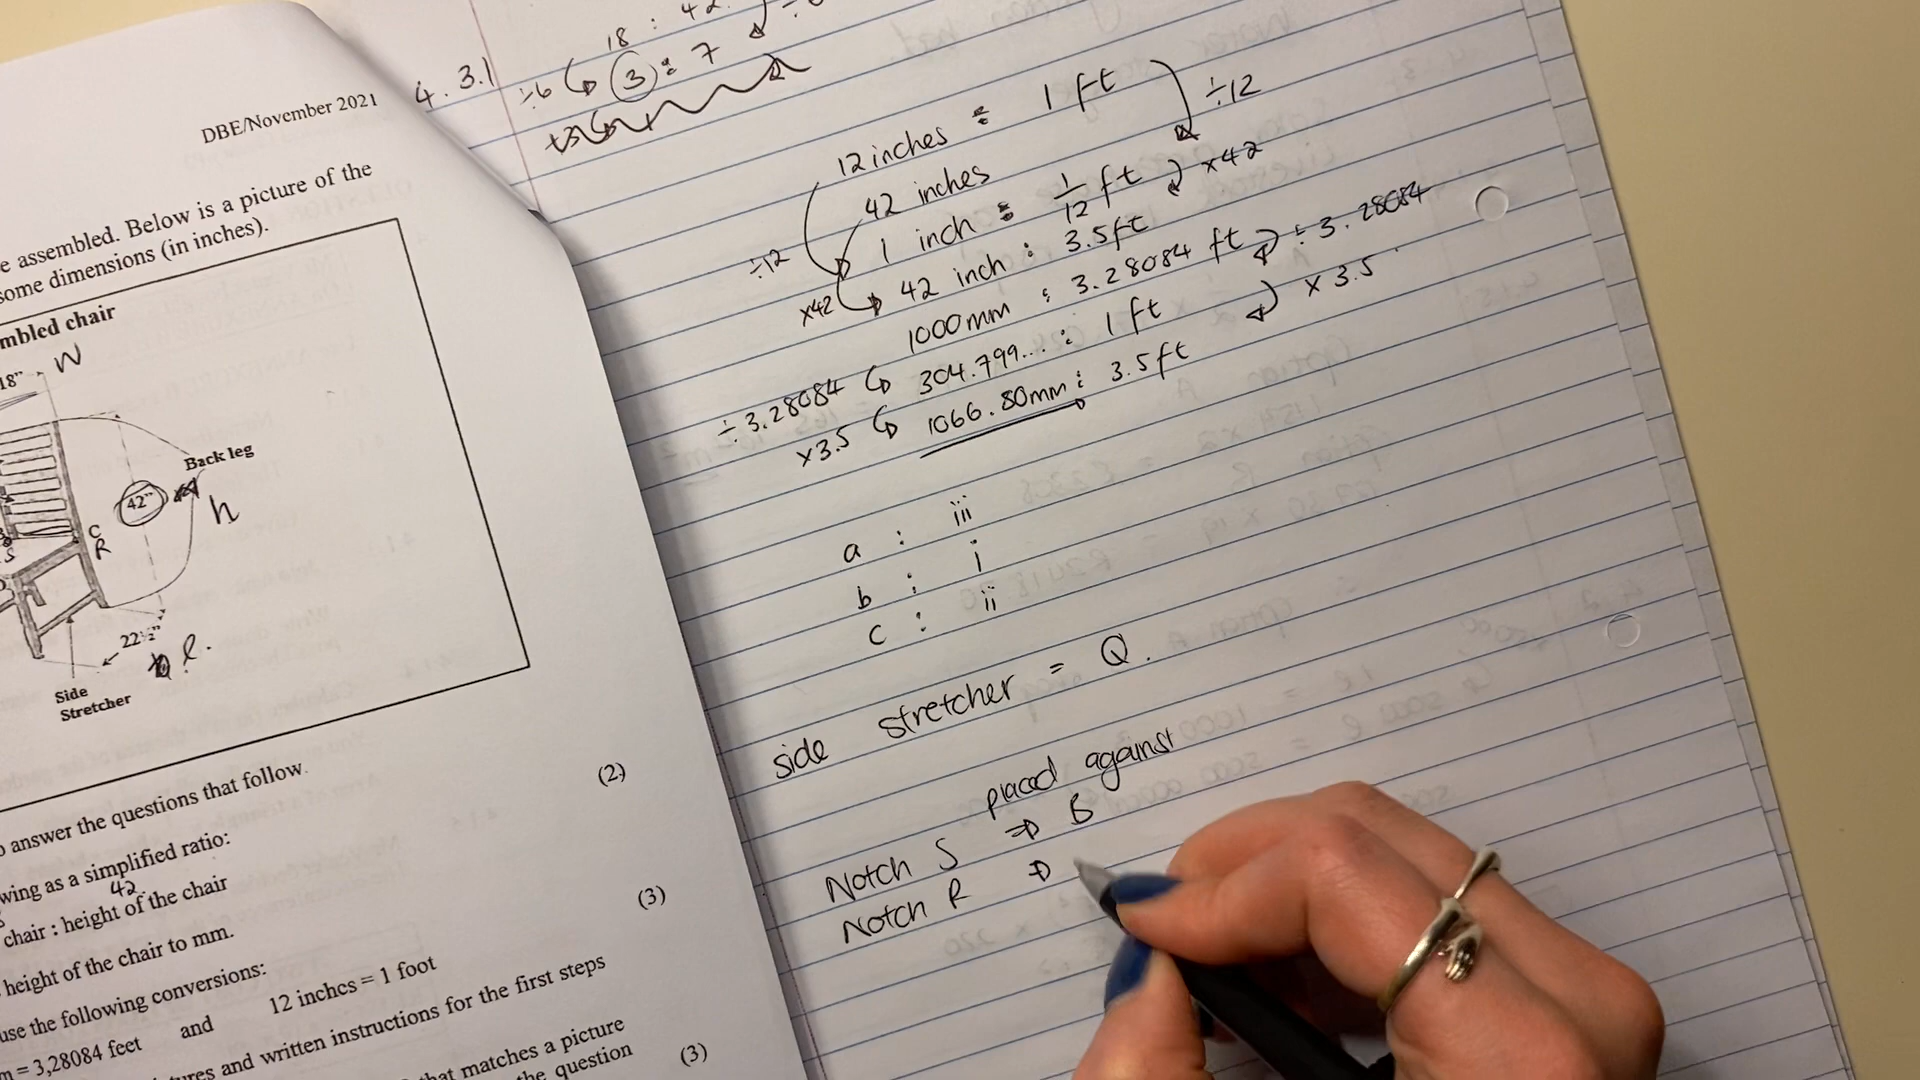 DBE/November 2021
e assembled. Below is a picture of the
some dimensions (in inches).
mbled chair
18" W
Back leg
42"
h
C
R
S
22½"
l.
Side
Stretcher
answer the questions that follow.
(2)
wing as a simplified ratio:
42
chair : height of the chair
(3)
height of the chair to mm.
use the following conversions:
12 inches = 1 foot
and
= 3,28084 feet
tures and written instructions for the first steps
(3)
that matches a picture
the question
4.3.1
18 : 42
÷6 3 : 7
12 inches : 1 ft ÷12
42 inches
÷12 1 inch : 1/12 ft ×42
×42 42 inch : 3.5ft
1000mm : 3.28084 ft ÷ 3.28084
÷3.28084 304.799... : 1 ft × 3.5
×3.5 1066.80mm : 3.5ft
a : iii
b : i
c : ii
side stretcher = Q.
placed against
Notch S ⇒ B
Notch R ⇒